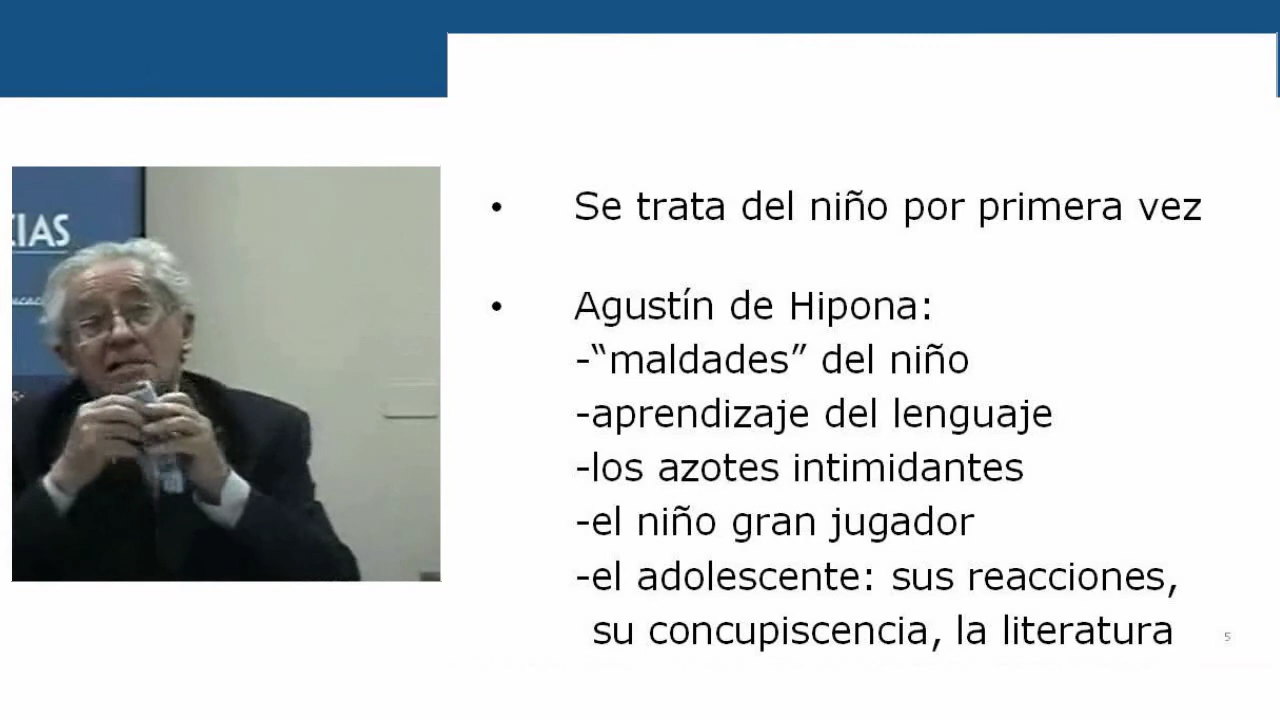 • Se trata del niño por primera vez
• Agustín de Hipona:
-“maldades” del niño
-aprendizaje del lenguaje
-los azotes intimidantes
-el niño gran jugador
-el adolescente: sus reacciones,
su concupiscencia, la literatura
5